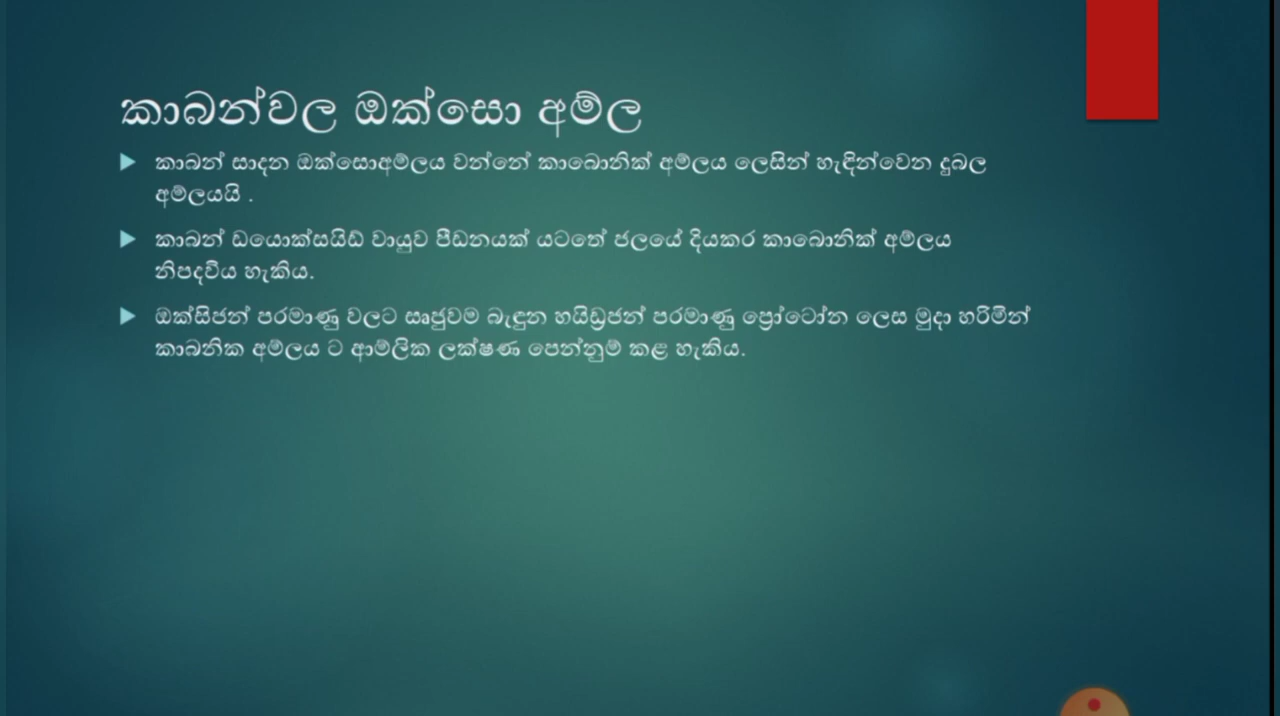 කාබන්වල ඔක්සො අම්ල
කාබන් සාදන ඔක්සොඅම්ලය වන්නේ කාබොනික් අම්ලය ලෙසින් හැඳින්වෙන දුබල
අම්ලයයි .
කාබන් ඩයොක්සයිඩ් වායුව පීඩනයක් යටතේ ජලයේ දියකර කාබොනික් අම්ලය
නිපදවිය හැකිය.
ඔක්සිජන් පරමාණු වලට සෘජුවම බැඳුන හයිඩ්‍රජන් පරමාණු ප්‍රෝටෝන ලෙස මුදා හරිමින්
කාබනික අම්ලය ට ආම්ලික ලක්ෂණ පෙන්නුම් කළ හැකිය.